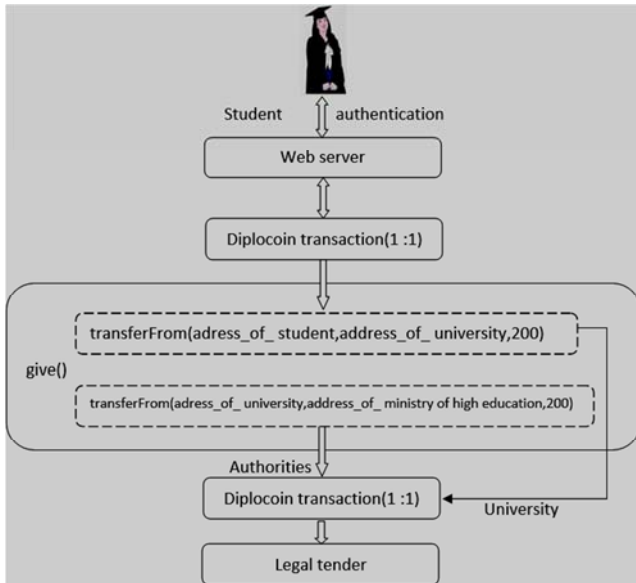 Student authentication
Web server
Diplocoin transaction(1 :1)
transferFrom(adress_of_ student,address_of_ university,200)
give()
transferFrom(adress_of_ university,address_of_ ministry of high education,200)
Authorities
Diplocoin transaction(1 :1)
University
Legal tender